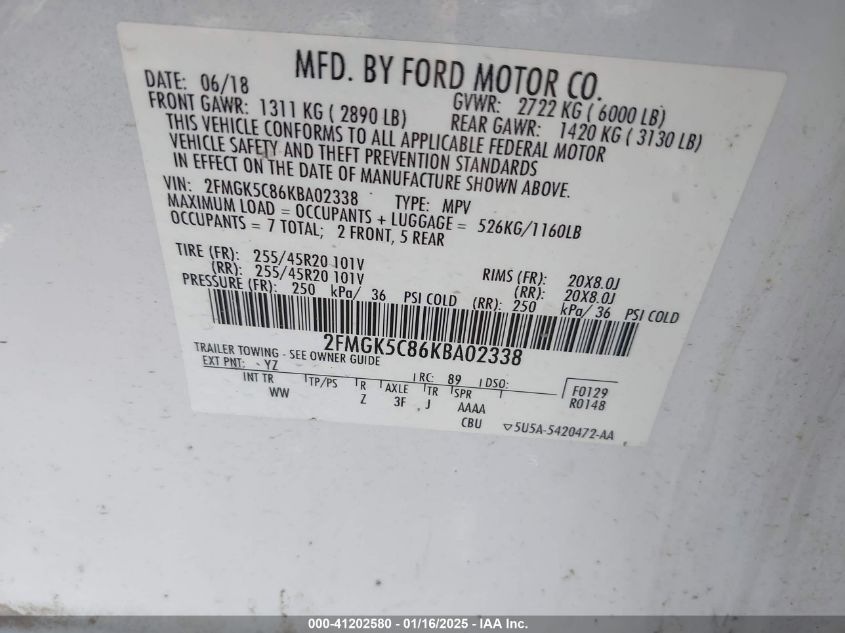 MFD. BY FORD MOTOR CO.
DATE: 06/18
GVWR: 2722 KG ( 6000 LB)
FRONT GAWR: 1311 KG ( 2890 LB)
REAR GAWR: 1420 KG ( 3130 LB)
THIS VEHICLE CONFORMS TO ALL APPLICABLE FEDERAL MOTOR
VEHICLE SAFETY AND THEFT PREVENTION STANDARDS
IN EFFECT ON THE DATE OF MANUFACTURE SHOWN ABOVE.
VIN: 2FMGK5C86KBA02338 TYPE: MPV
MAXIMUM LOAD = OCCUPANTS + LUGGAGE = 526KG/1160LB
OCCUPANTS = 7 TOTAL; 2 FRONT, 5 REAR
TIRE (FR): 255/45R20 101V RIMS (FR): 20X8.0J
(RR): 255/45R20 101V (RR): 20X8.0J
PRESSURE (FR): 250 kPa/ 36 PSI COLD (RR): 250 kPa/ 36 PSI COLD
2FMGK5C86KBA02338
TRAILER TOWING - SEE OWNER GUIDE
EXT PNT: YZ RC: 89 DSO:
INT TR TP/PS R AXLE TR SPR
WW Z 3F J AAAA
CBU
F0129
R0148
▽5U5A-5420472-AA
000-41202580 - 01/16/2025 - IAA Inc.